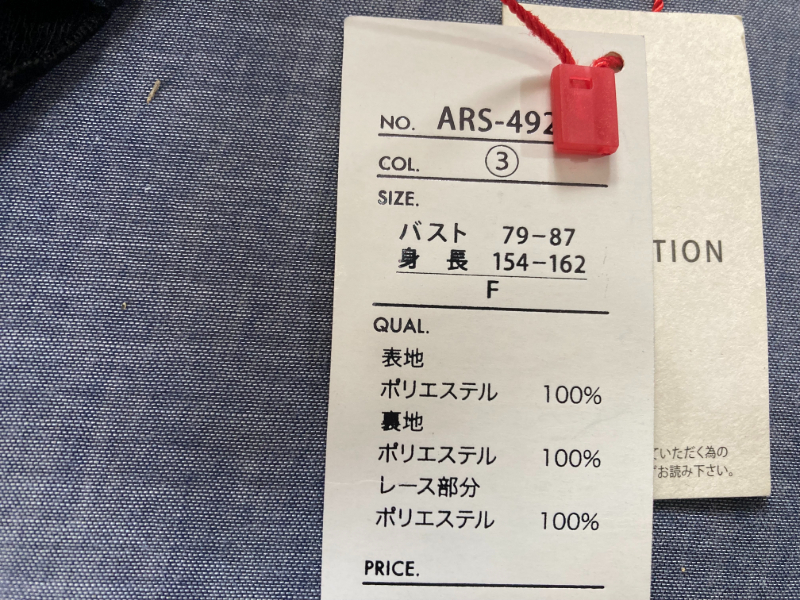 NO. ARS-492
COL. ③
SIZE.
バスト 79-87
身長 154-162
F
QUAL.
表地
ポリエステル 100%
裏地
ポリエステル 100%
レース部分
ポリエステル 100%
PRICE.
TION
ていただく為の
お読み下さい。